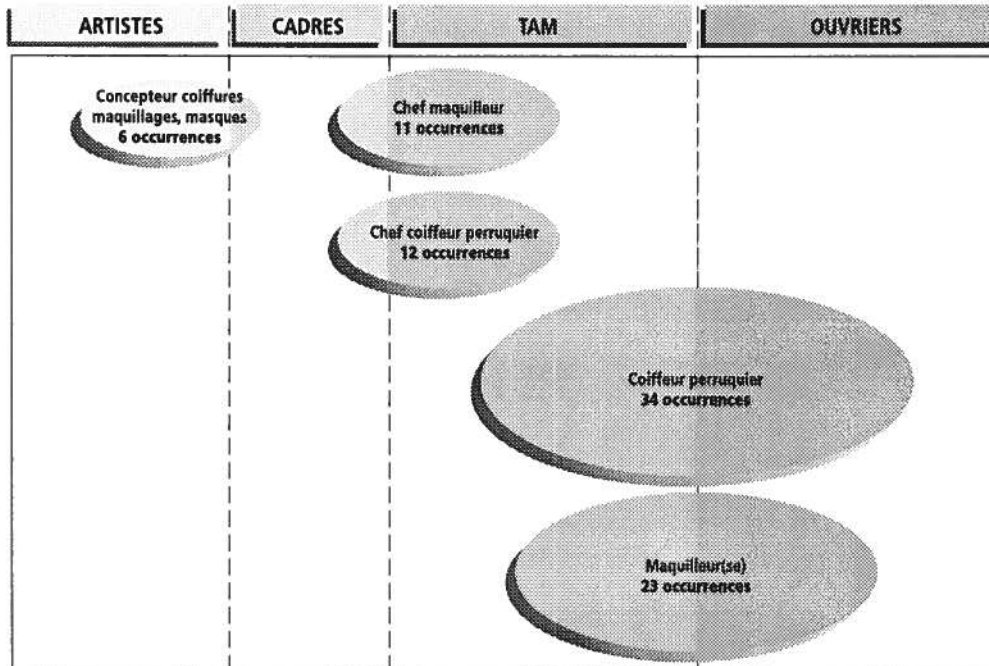 ARTISTES
CADRES
TAM
OUVRIERS
Concepteur coiffures
maquillages, masques
6 occurrences
Chef maquilleur
11 occurrences
Chef coiffeur perruquier
12 occurrences
Coiffeur perruquier
34 occurrences
Maquilleur(se)
23 occurrences